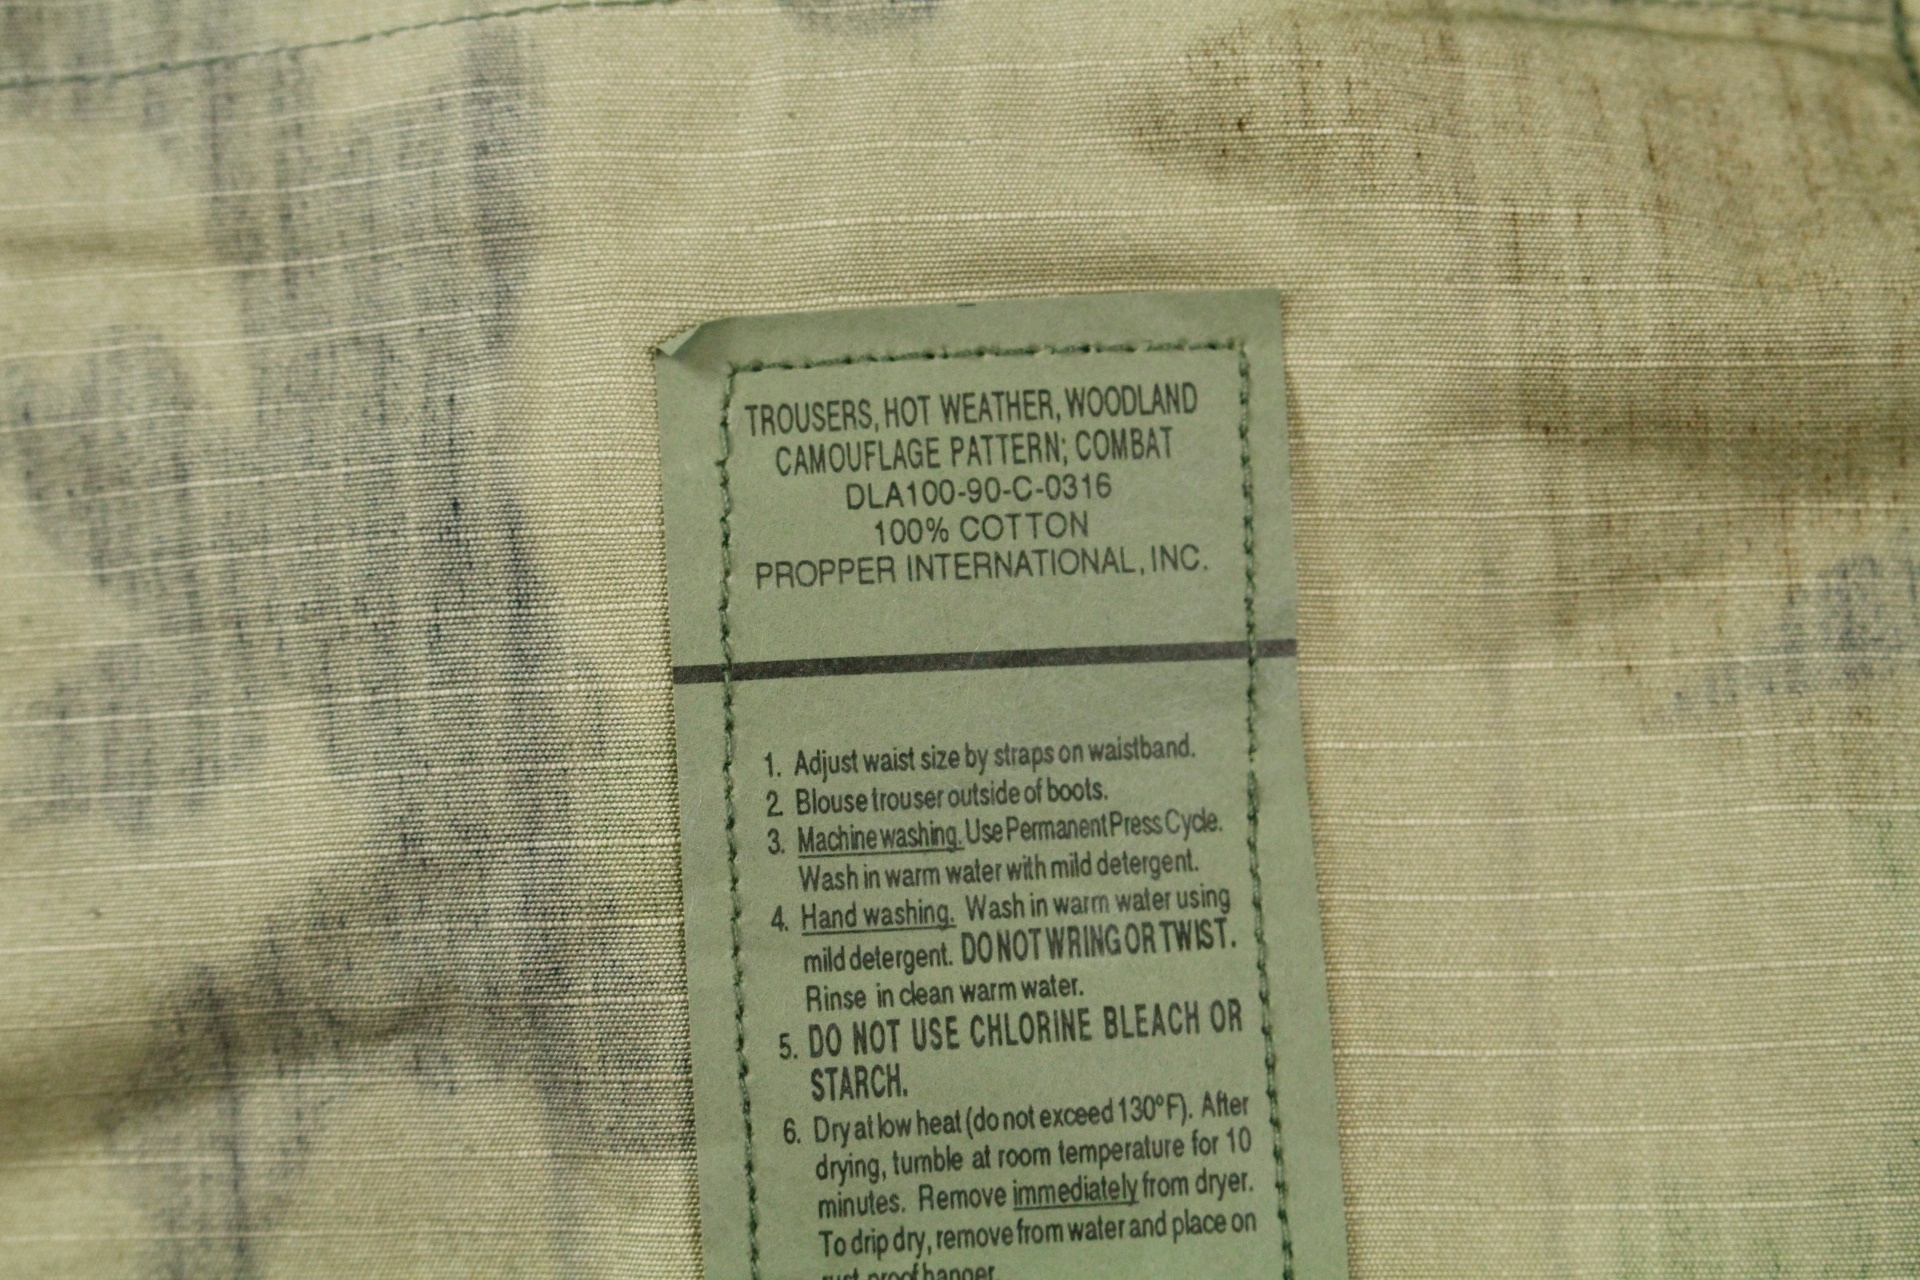 TROUSERS, HOT WEATHER, WOODLAND
CAMOUFLAGE PATTERN; COMBAT
DLA100-90-C-0316
100% COTTON
PROPPER INTERNATIONAL, INC.
1. Adjust waist size by straps on waistband.
2. Blouse trouser outside of boots.
3. Machine washing. Use Permanent Press Cycle.
Wash in warm water with mild detergent.
4. Hand washing. Wash in warm water using
mild detergent. DO NOT WRING OR TWIST.
Rinse in clean warm water.
5. DO NOT USE CHLORINE BLEACH OR
STARCH.
6. Dry at low heat (do not exceed 130°F). After
drying, tumble at room temperature for 10
minutes. Remove immediately from dryer.
To drip dry, remove from water and place on
rust-proof hanger.